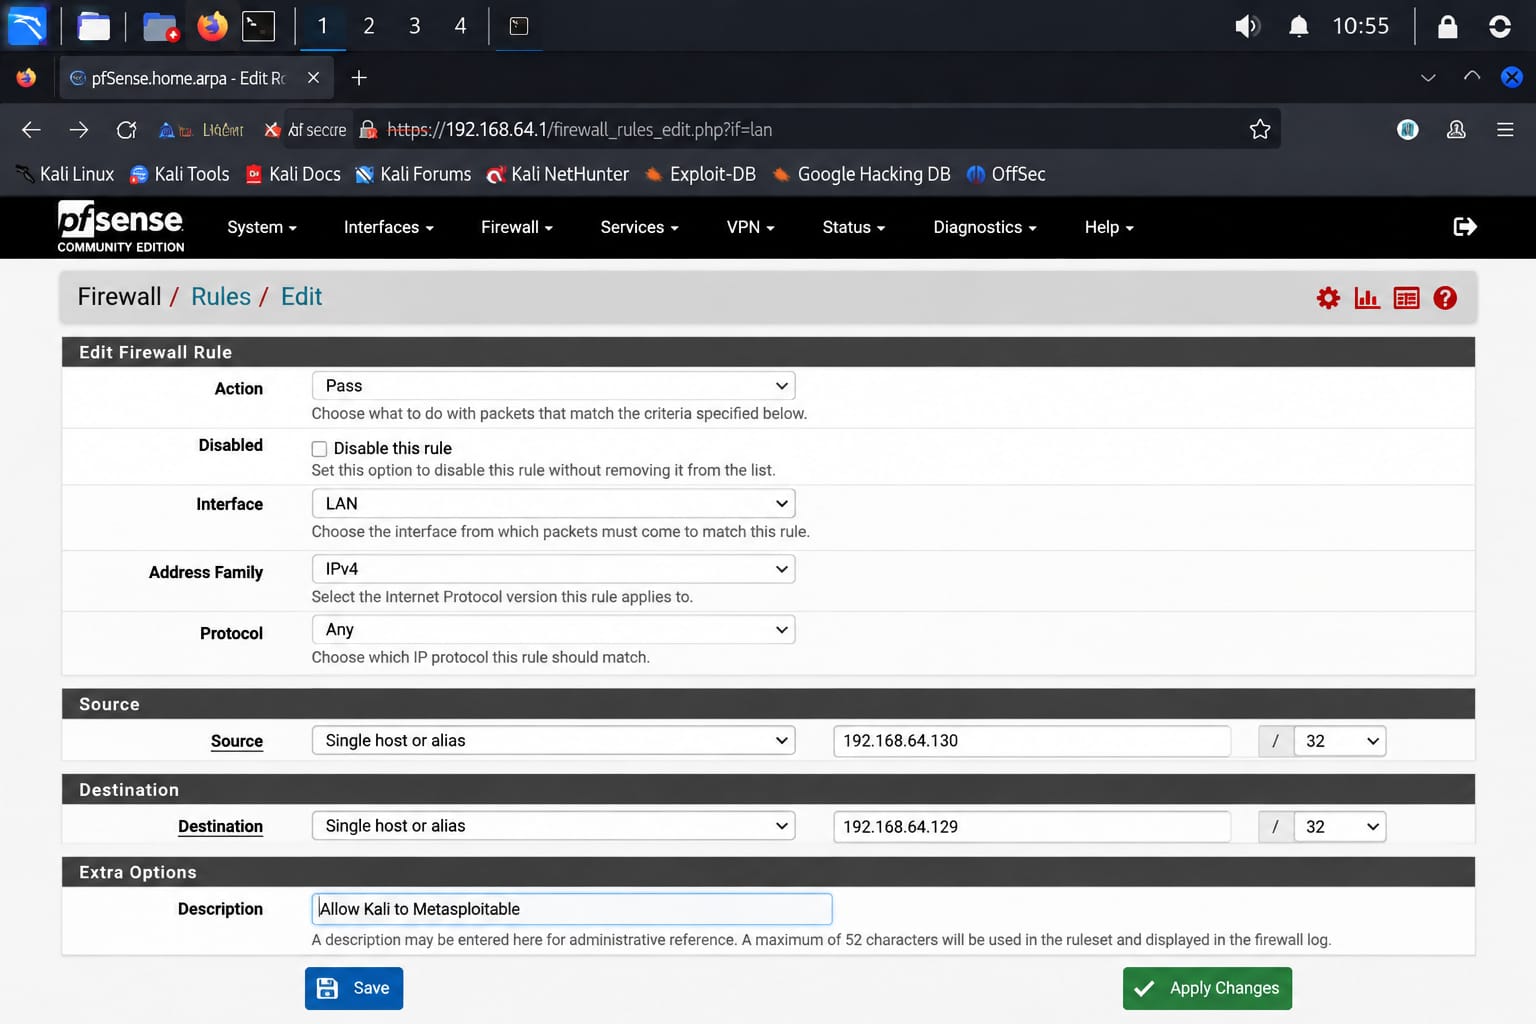 1 2 3 4 10:55
pfSense.home.arpa - Edit Ro
https://192.168.64.1/firewall_rules_edit.php?if=lan
Kali Linux Kali Tools Kali Docs Kali Forums Kali NetHunter Exploit-DB Google Hacking DB OffSec
pfsense
COMMUNITY EDITION
System Interfaces Firewall Services VPN Status Diagnostics Help
Firewall / Rules / Edit
Edit Firewall Rule
Action Pass
Choose what to do with packets that match the criteria specified below.
Disabled Disable this rule
Set this option to disable this rule without removing it from the list.
Interface LAN
Choose the interface from which packets must come to match this rule.
Address Family IPv4
Select the Internet Protocol version this rule applies to.
Protocol Any
Choose which IP protocol this rule should match.
Source
Source Single host or alias 192.168.64.130 / 32
Destination
Destination Single host or alias 192.168.64.129 / 32
Extra Options
Description Allow Kali to Metasploitable
A description may be entered here for administrative reference. A maximum of 52 characters will be used in the ruleset and displayed in the firewall log.
Save Apply Changes